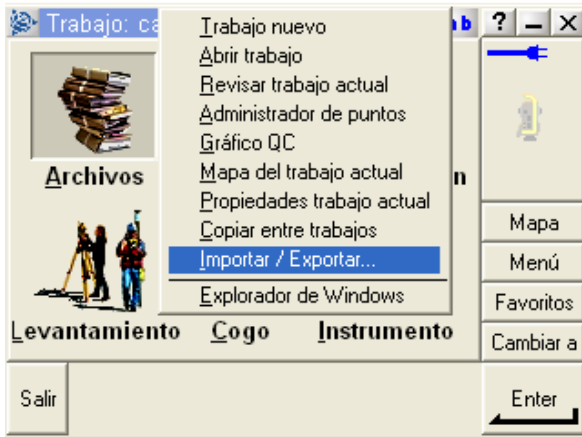 Trabajo: ca
? – X
Trabajo nuevo
Abrir trabajo
Revisar trabajo actual
Administrador de puntos
Gráfico QC
Mapa del trabajo actual
Propiedades trabajo actual
Copiar entre trabajos
Importar / Exportar...
Explorador de Windows
Archivos
n
Levantamiento Cogo Instrumento
Mapa
Menú
Favoritos
Cambiar a
Salir
Enter